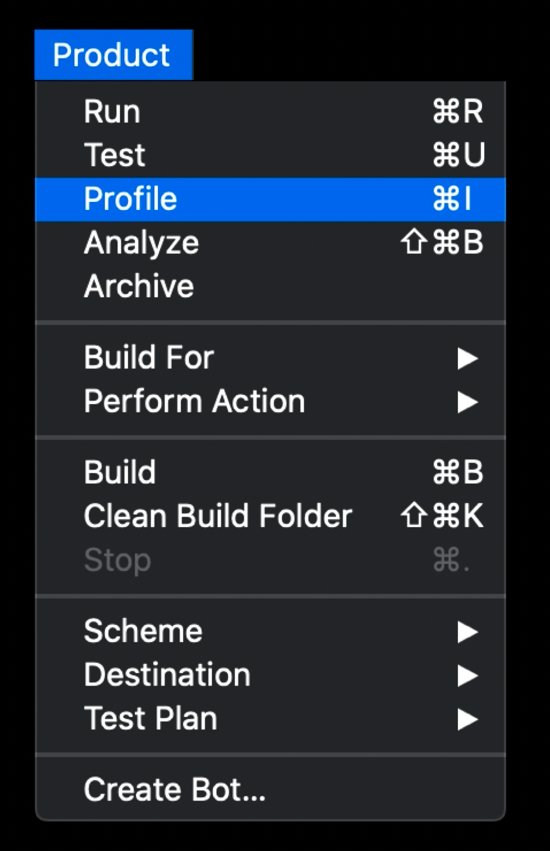 Product
Run ⌘R
Test ⌘U
Profile ⌘I
Analyze ⇧⌘B
Archive
Build For ▶
Perform Action ▶
Build ⌘B
Clean Build Folder ⇧⌘K
Stop ⌘.
Scheme ▶
Destination ▶
Test Plan ▶
Create Bot...